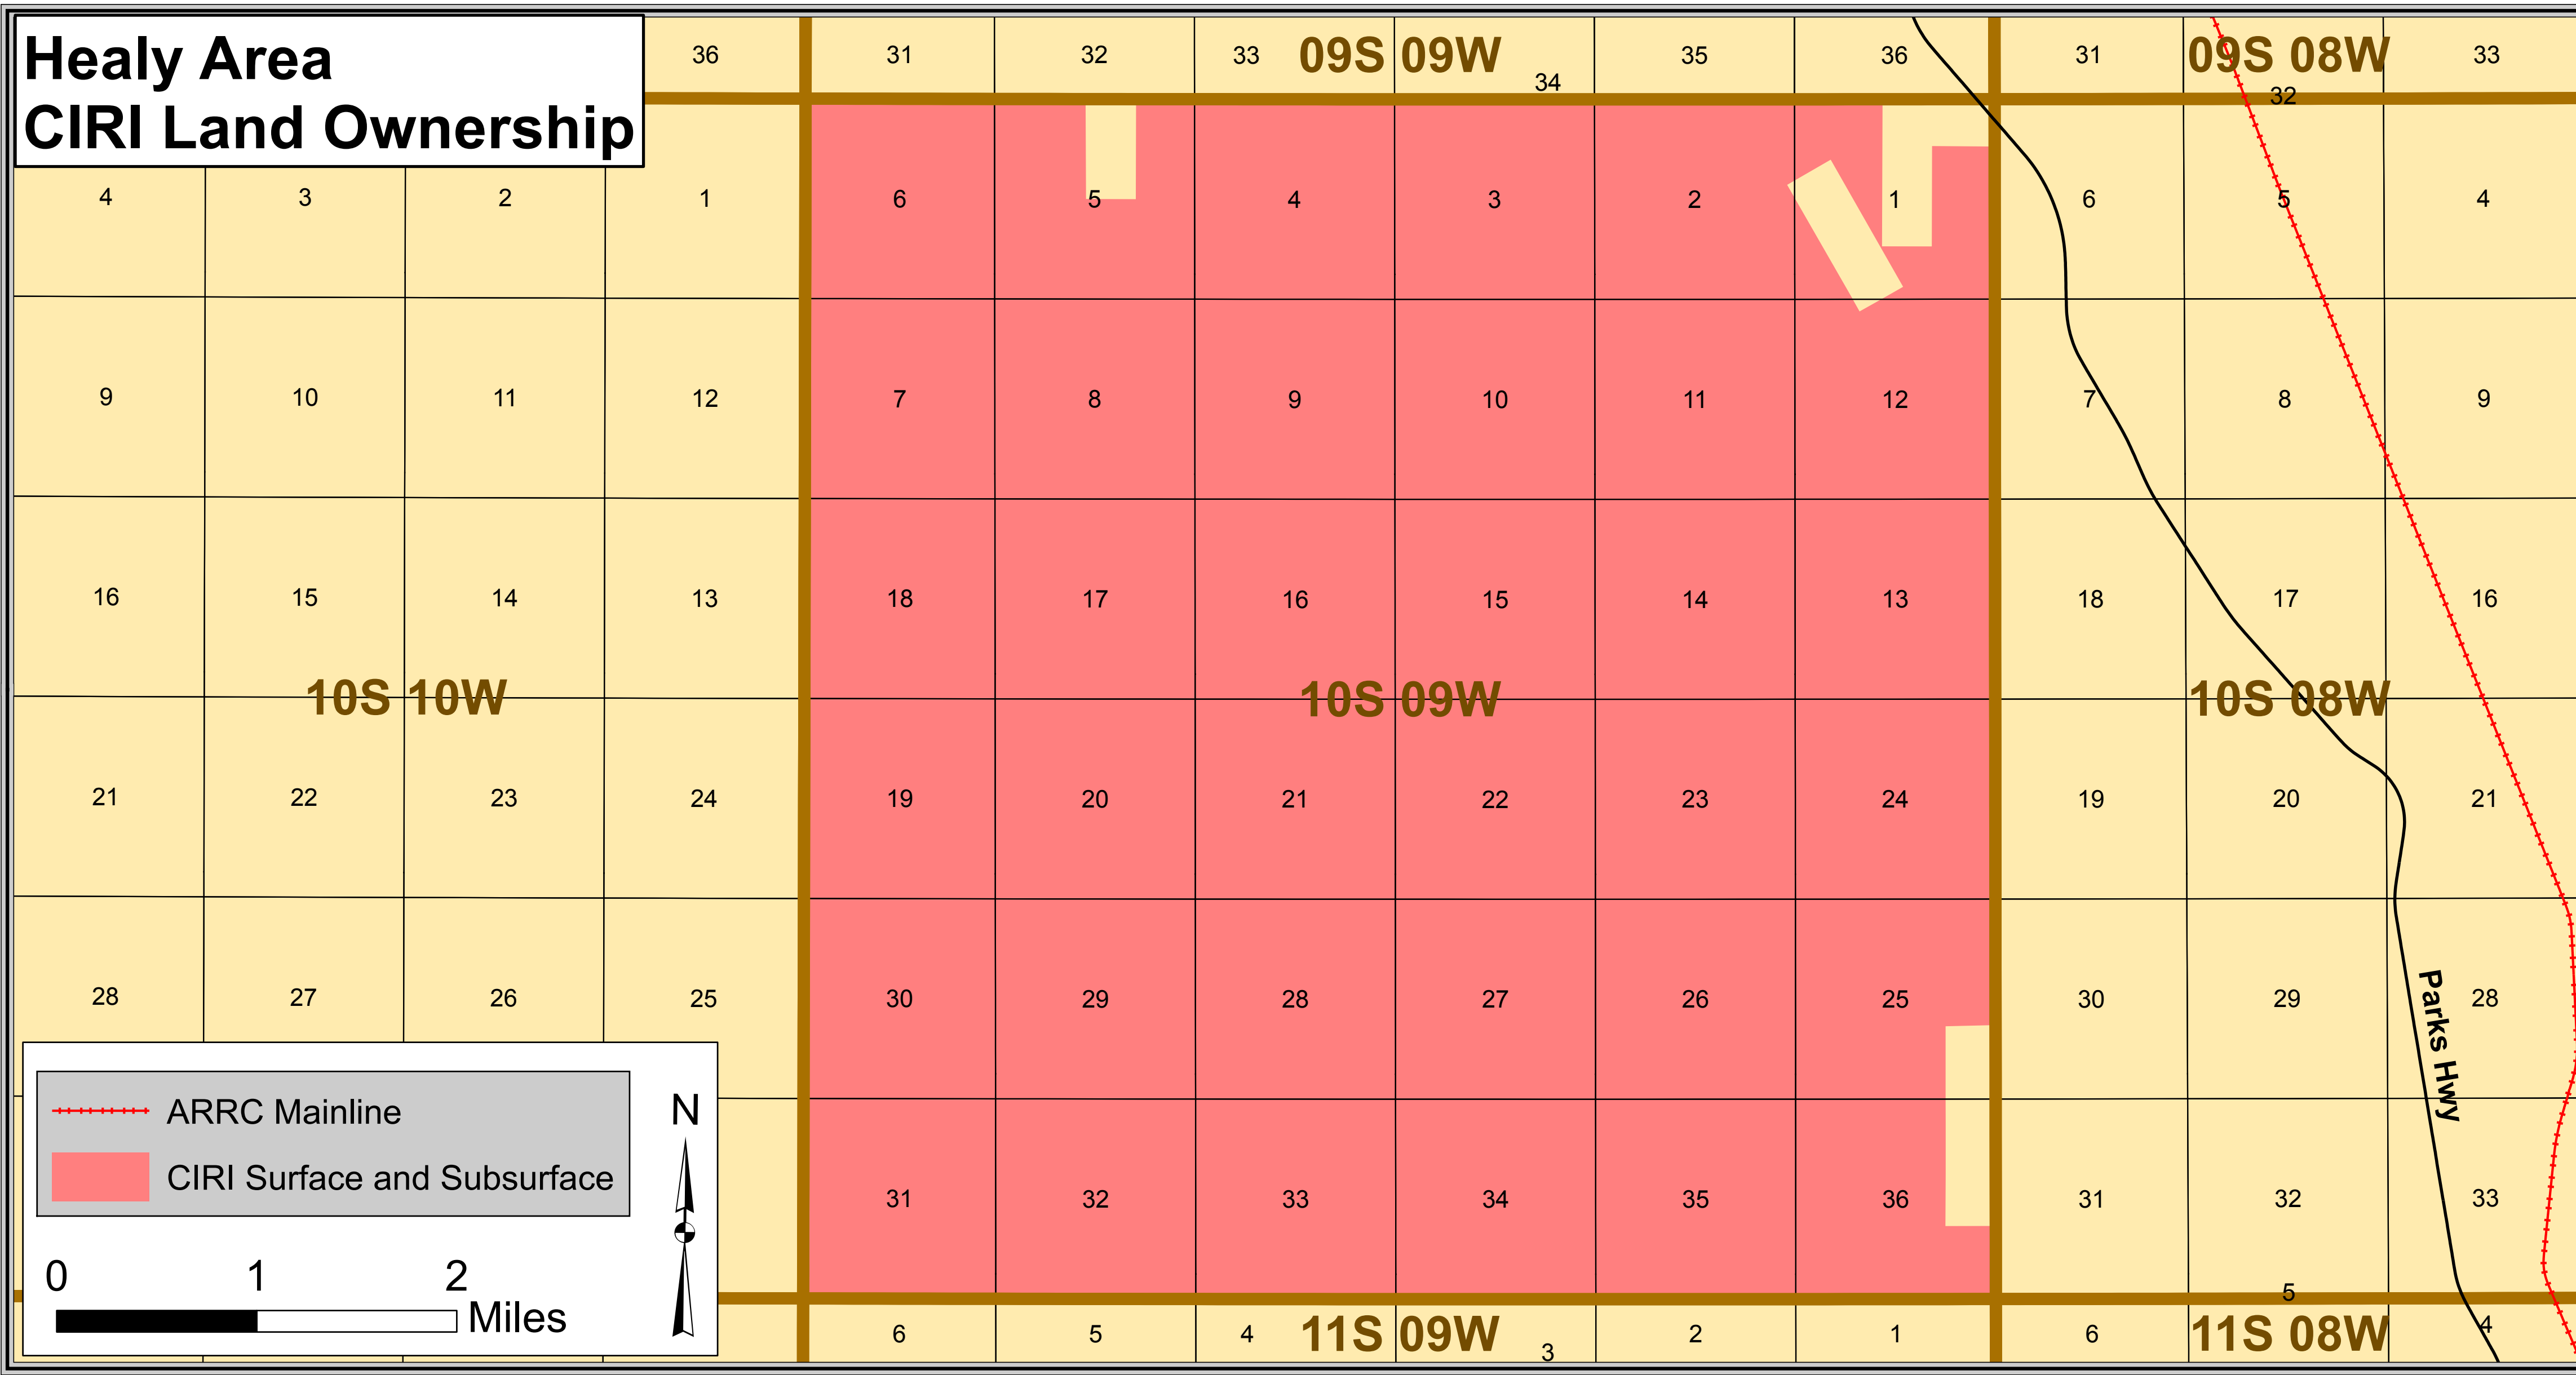 Healy Area
CIRI Land Ownership
36 31 32 33 09S 09W 34 35 36 31 09S 08W 32 33
4 3 2 1 6 5 4 3 2 1 6 5 4
9 10 11 12 7 8 9 10 11 12 7 8 9
16 15 14 13 18 17 16 15 14 13 18 17 16
10S 10W 10S 09W 10S 08W
21 22 23 24 19 20 21 22 23 24 19 20 21
28 27 26 25 30 29 28 27 26 25 30 29 28
Parks Hwy
31 32 33 34 35 36 31 32 33
5
6 5 4 11S 09W 3 2 1 6 11S 08W 4
ARRC Mainline
CIRI Surface and Subsurface
N
0 1 2
Miles